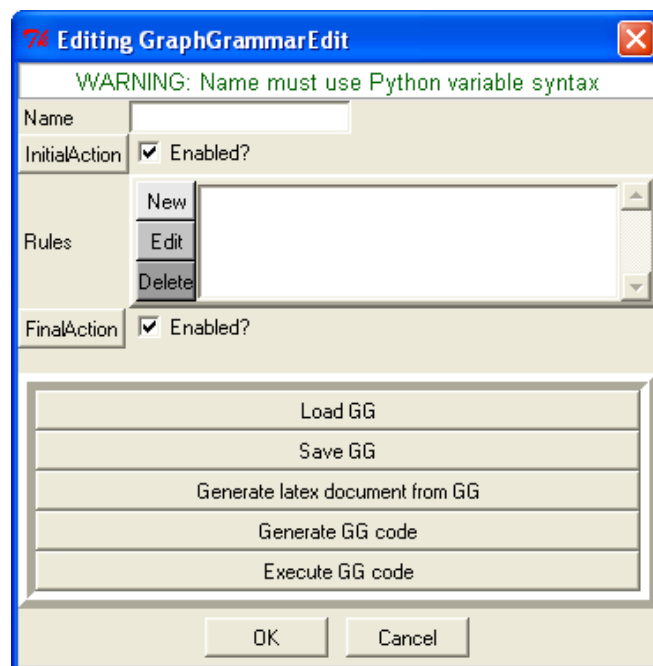 Editing GraphGrammarEdit
WARNING: Name must use Python variable syntax
Name
InitialAction Enabled?
New
Rules Edit
Delete
FinalAction Enabled?
Load GG
Save GG
Generate latex document from GG
Generate GG code
Execute GG code
OK Cancel